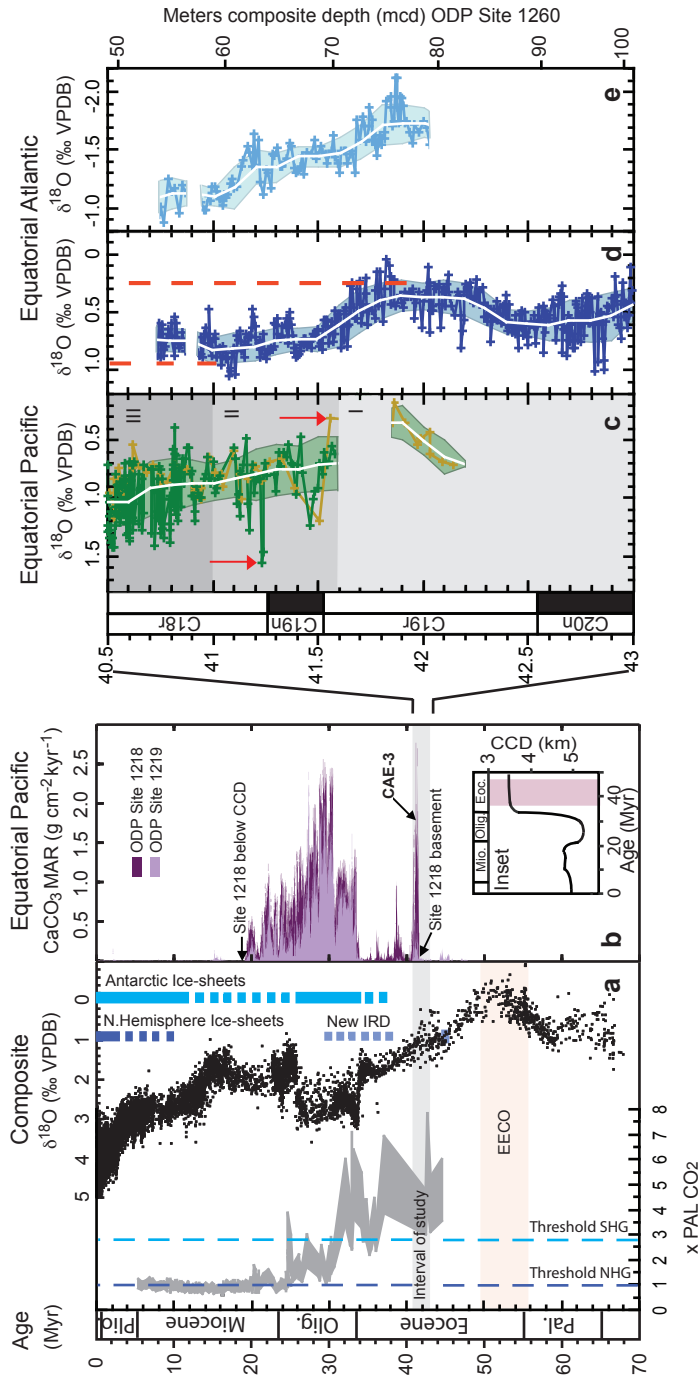 Age
(Myr)
0
10
20
30
40
50
60
70
Plio.
Miocene
Olig.
Eocene
Pal.
Composite
δ18O (‰ VPDB)
5
4
3
2
1
0
Antarctic Ice-sheets
N.Hemisphere Ice-sheets
New IRD
Interval of study
EECO
Threshold SHG
Threshold NHG
a
0
1
2
3
4
5
6
7
8
x PAL CO2
Equatorial Pacific
CaCO3 MAR (g cm-2kyr-1)
0.5
1.0
1.5
2.0
2.5
ODP Site 1218
ODP Site 1219
Site 1218 below CCD
CAE-3
Site 1218 basement
b
Inset
Mio.
Olig.
Eoc.
CCD (km)
3
4
5
0
20
40
Age (Myr)
40.5
41
41.5
42
42.5
43
C18r
C19n
C19r
C20n
Equatorial Pacific
δ18O (‰ VPDB)
1.5
1.0
0.5
III
II
I
c
δ18O (‰ VPDB)
1.0
0.5
0
d
Equatorial Atlantic
δ18O (‰ VPDB)
-1.0
-1.5
-2.0
e
50
60
70
80
90
100
Meters composite depth (mcd) ODP Site 1260